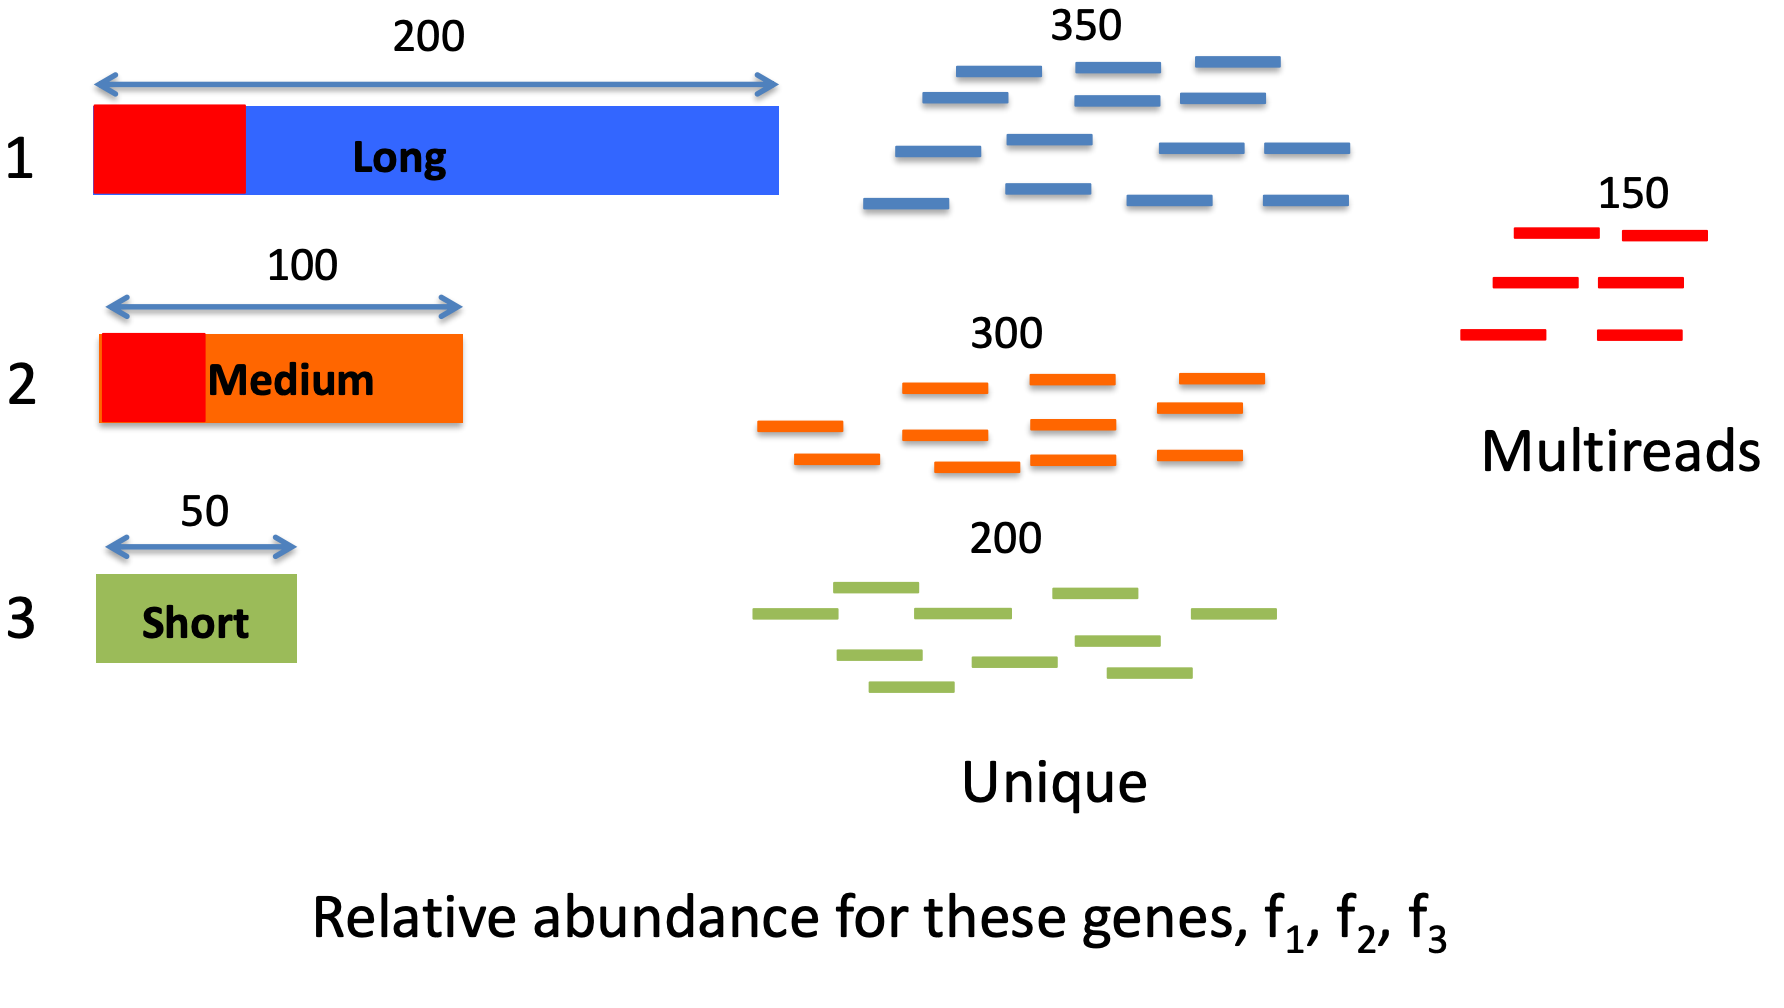 200
350
1
Long
150
100
2
Medium
300
Multireads
50
200
3
Short
Unique
Relative abundance for these genes, f1, f2, f3